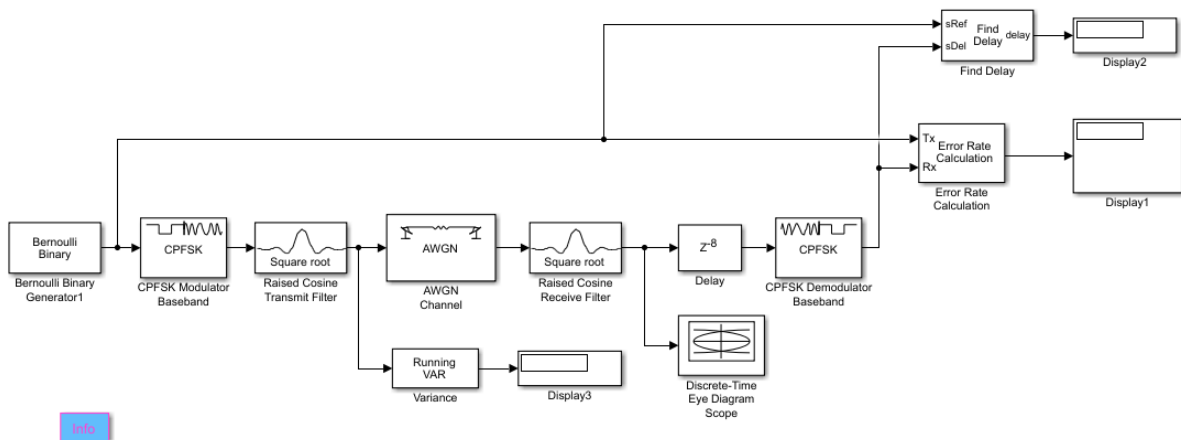 sRef
Find
Delay
delay
sDel
Find Delay
Display2
Tx
Error Rate
Calculation
Rx
Error Rate
Calculation
Display1
Bernoulli
Binary
Bernoulli Binary
Generator1
CPFSK
CPFSK Modulator
Baseband
Square root
Raised Cosine
Transmit Filter
AWGN
AWGN
Channel
Square root
Raised Cosine
Receive Filter
Z-8
Delay
CPFSK
CPFSK Demodulator
Baseband
Running
VAR
Variance
Display3
Discrete-Time
Eye Diagram
Scope
Info